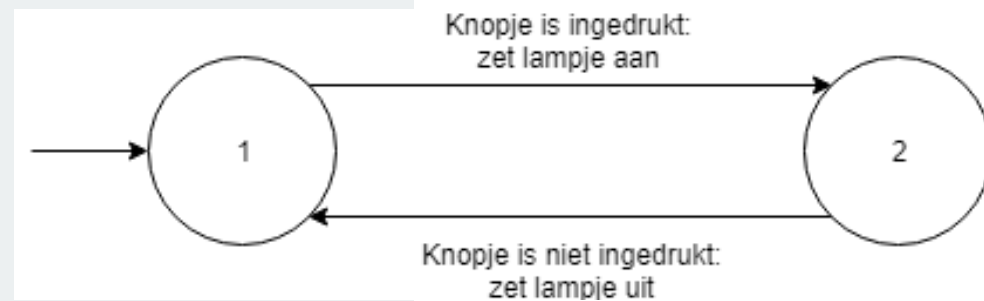 Knopje is ingedrukt:
zet lampje aan
1
2
Knopje is niet ingedrukt:
zet lampje uit